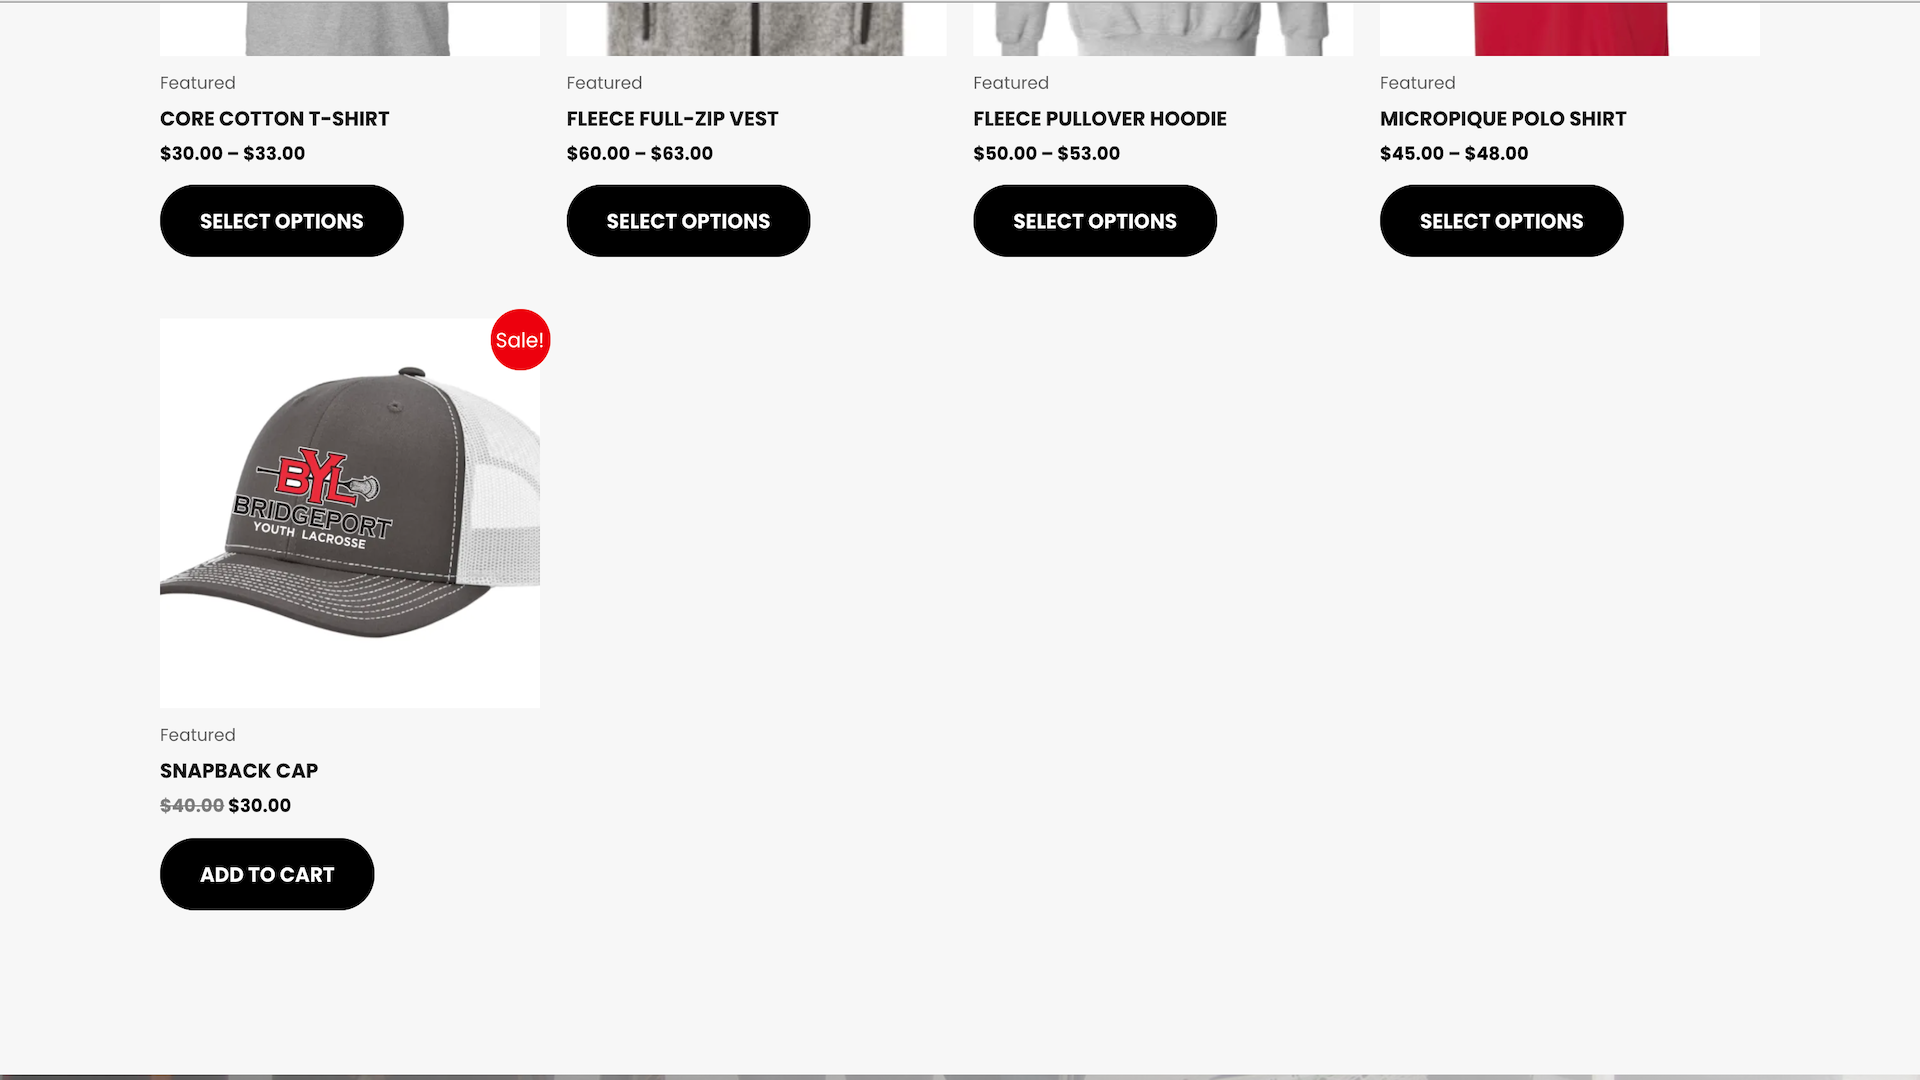 Featured
CORE COTTON T-SHIRT
$30.00 – $33.00
SELECT OPTIONS
Featured
FLEECE FULL-ZIP VEST
$60.00 – $63.00
SELECT OPTIONS
Featured
FLEECE PULLOVER HOODIE
$50.00 – $53.00
SELECT OPTIONS
Featured
MICROPIQUE POLO SHIRT
$45.00 – $48.00
SELECT OPTIONS
Sale!
BYL
BRIDGEPORT
YOUTH LACROSSE
Featured
SNAPBACK CAP
$40.00 $30.00
ADD TO CART